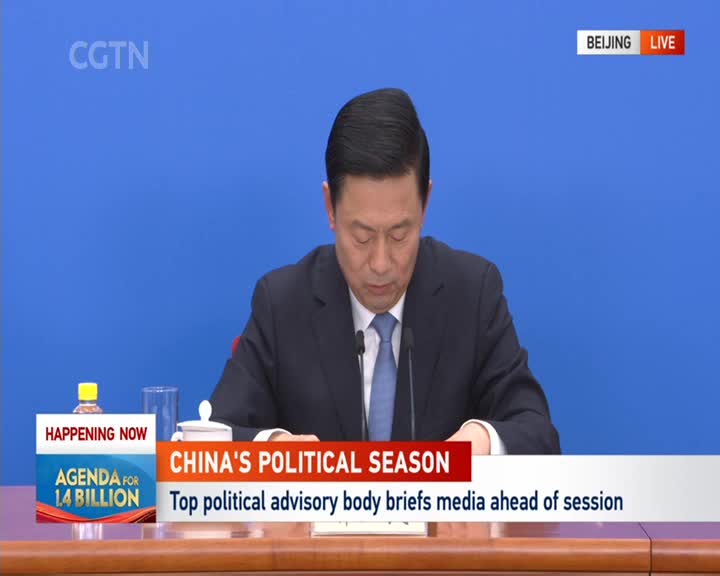 CGTN
BEIJING LIVE
HAPPENING NOW
AGENDA FOR
1.4 BILLION
CHINA'S POLITICAL SEASON
Top political advisory body briefs media ahead of session